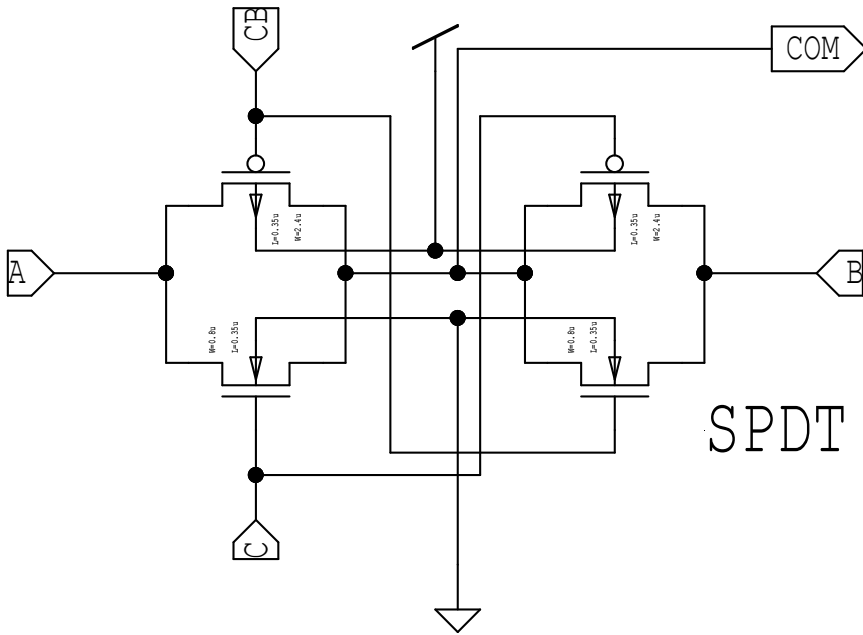 CB
COM
L=0.35u
W=2.4u
L=0.35u
W=2.4u
A
B
W=0.8u
L=0.35u
W=0.8u
L=0.35u
SPDT
C